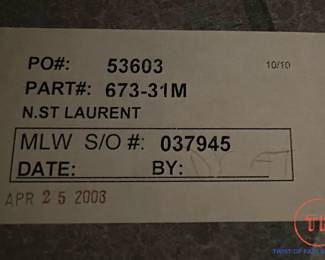 PO#: 53603 10/10
PART#: 673-31M
N.ST LAURENT
MLW S/O #: 037945
DATE: BY:
APR 25 2003